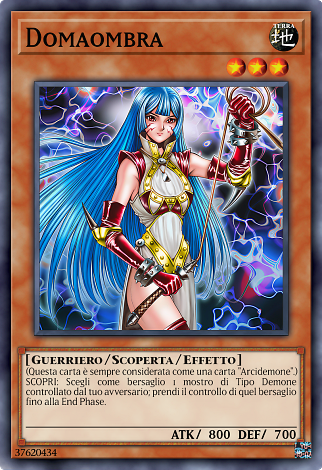 Domaombra
TERRA
地
[Guerriero/Scoperta/Effetto]
(Questa carta è sempre considerata come una carta "Arcidemone".)
SCOPRI: Scegli come bersaglio 1 mostro di Tipo Demone
controllato dal tuo avversario; prendi il controllo di quel bersaglio
fino alla End Phase.
ATK/ 800 DEF/ 700
37620434